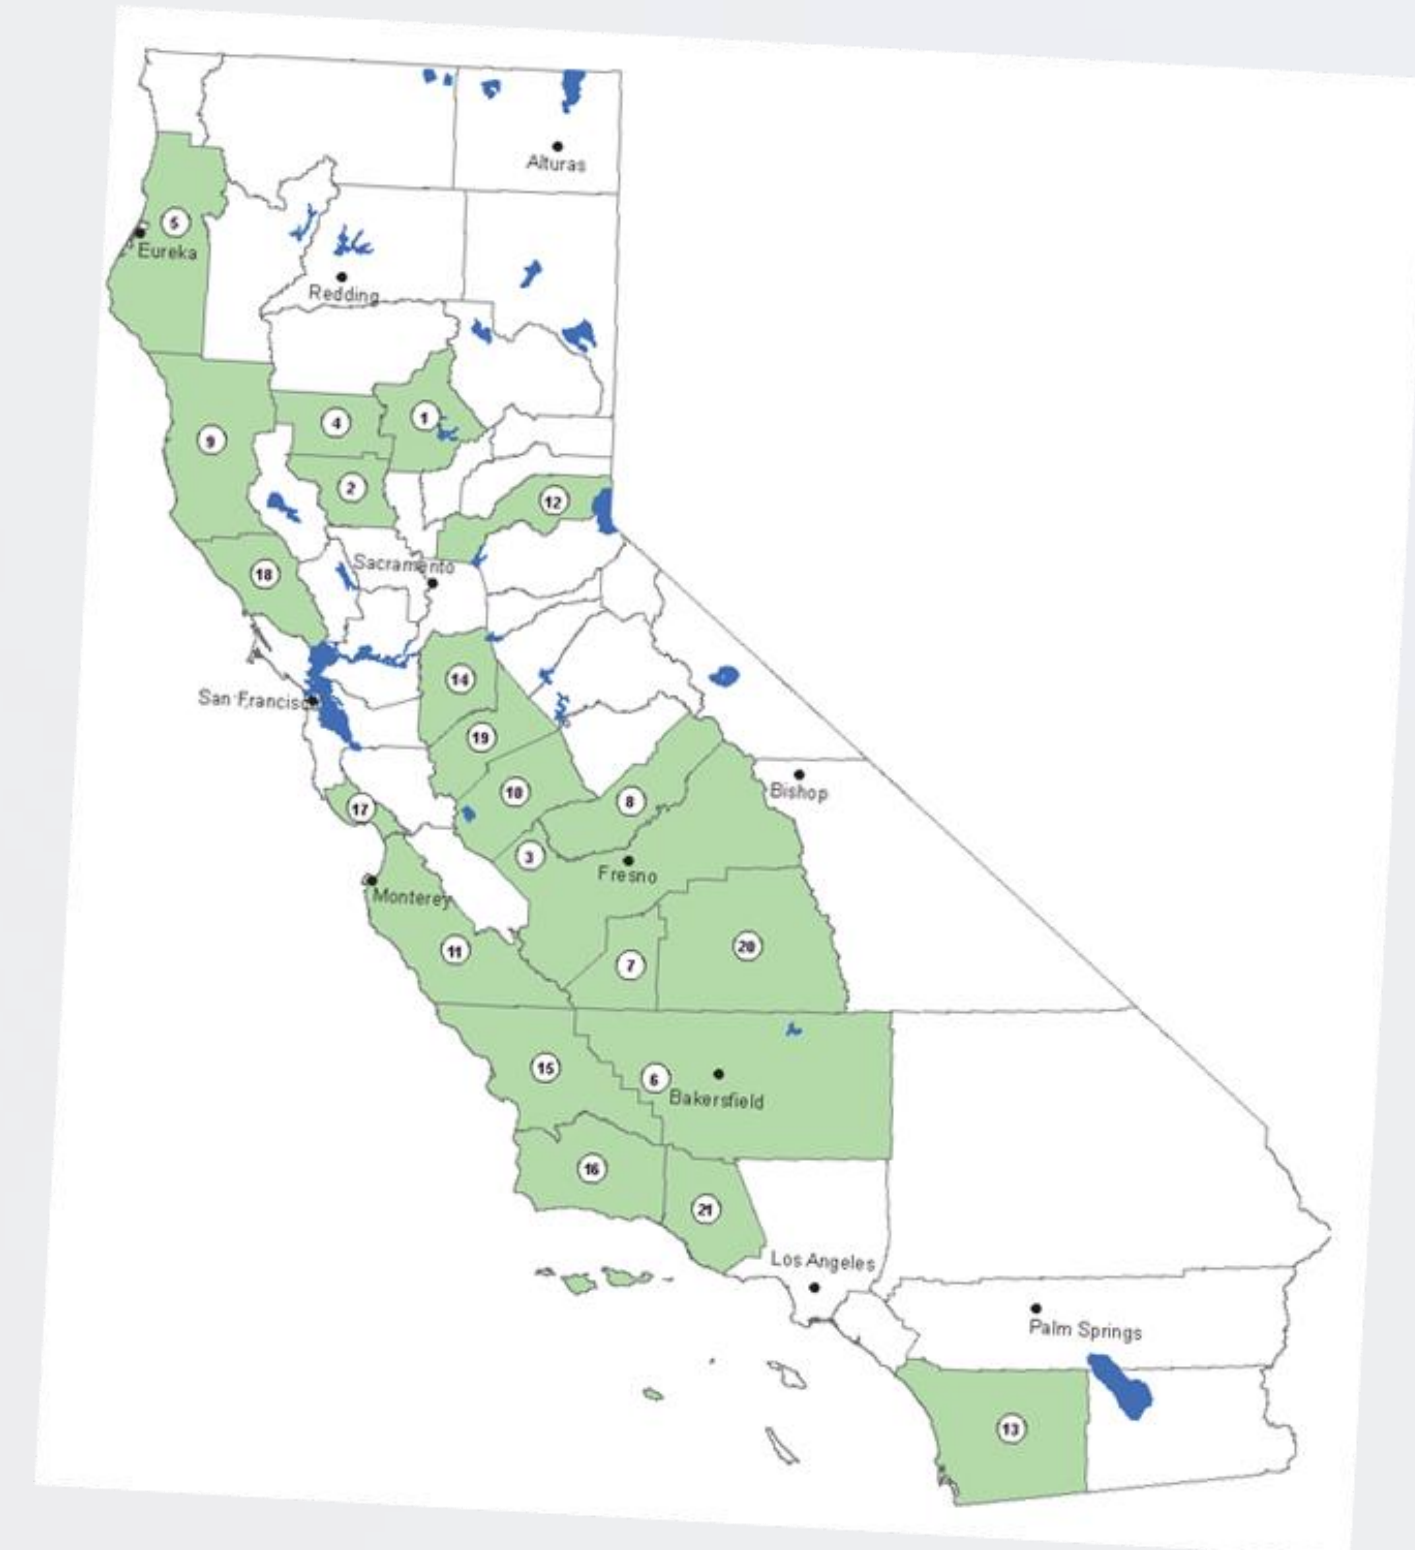 Alturas
5
Eureka
Redding
1
4
9
2
12
Sacramento
18
14
San Francisco
19
Bishop
10
8
17
3
Fresno
Monterey
11
20
7
15
6
Bakersfield
16
21
Los Angeles
Palm Springs
13